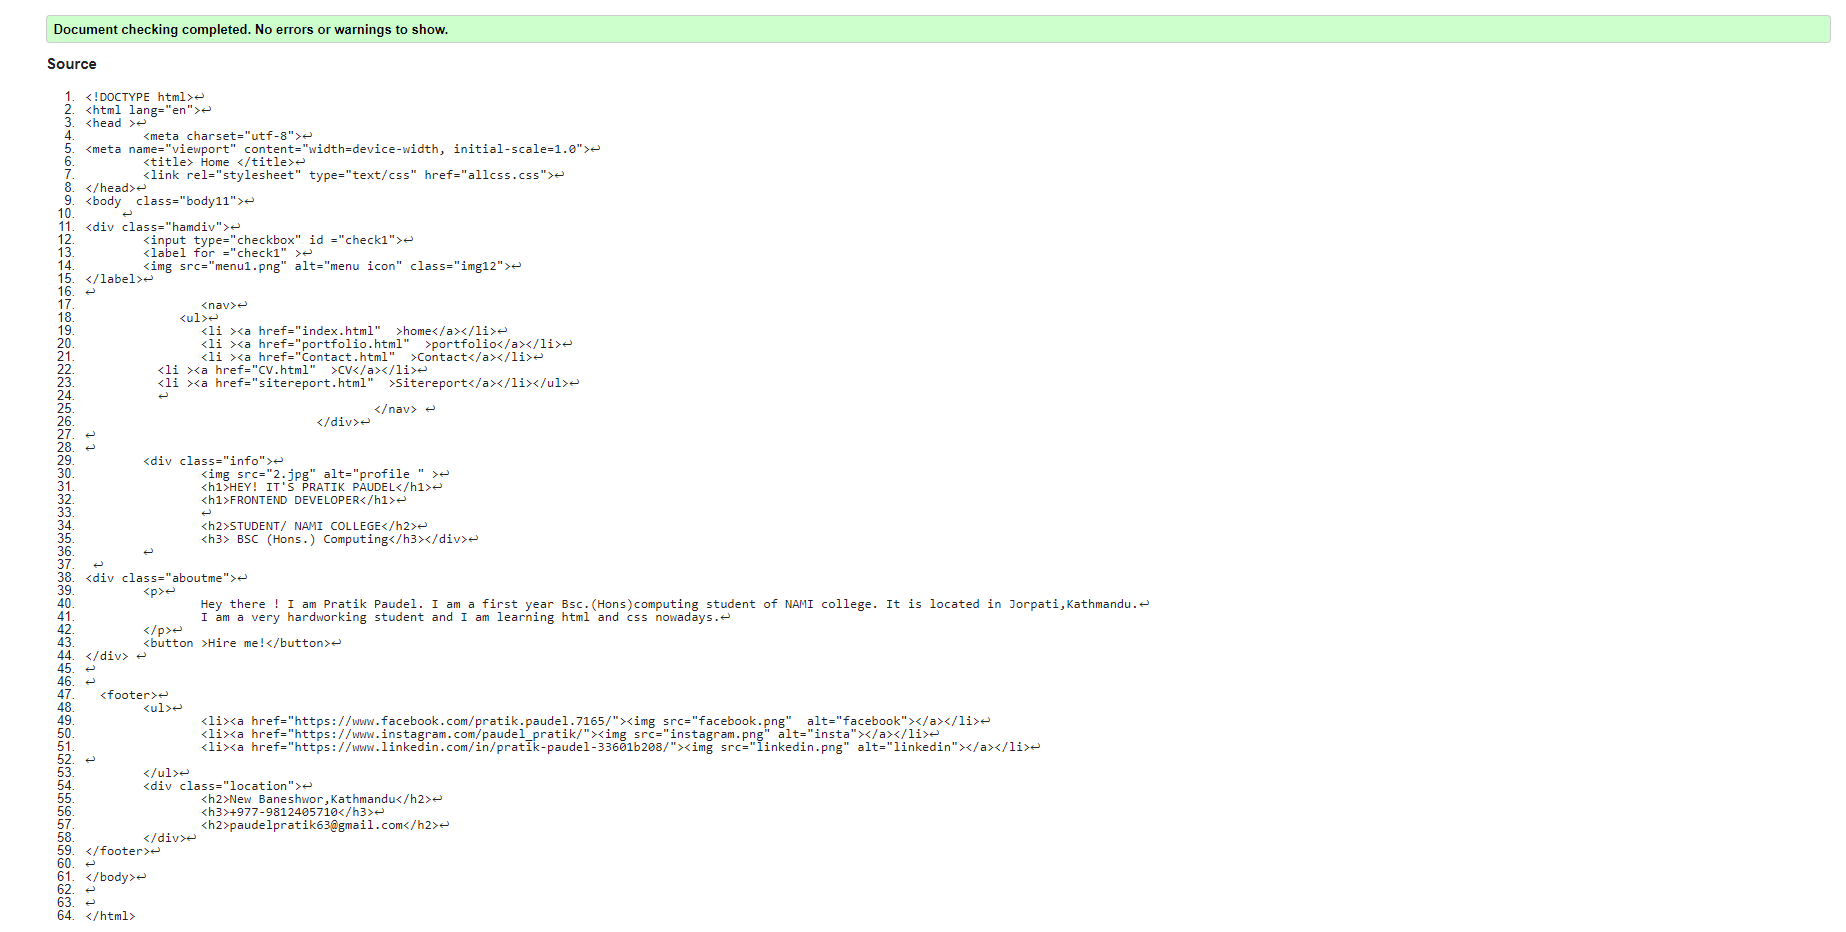 Document checking completed. No errors or warnings to show.
Source
1. <!DOCTYPE html>↩
2. <html lang="en">↩
3. <head >↩
4. <meta charset="utf-8">↩
5. <meta name="viewport" content="width=device-width, initial-scale=1.0">↩
6. <title> Home </title>↩
7. <link rel="stylesheet" type="text/css" href="allcss.css">↩
8. </head>↩
9. <body  class="body11">↩
10. ↩
11. <div class="hamdiv">↩
12. <input type="checkbox" id ="check1">↩
13. <label for ="check1" >↩
14. <img src="menu1.png" alt="menu icon" class="img12">↩
15. </label>↩
16. ↩
17. <nav>↩
18. <ul>↩
19. <li ><a href="index.html"  >home</a></li>↩
20. <li ><a href="portfolio.html"  >portfolio</a></li>↩
21. <li ><a href="Contact.html"  >Contact</a></li>↩
22. <li ><a href="CV.html"  >CV</a></li>↩
23. <li ><a href="sitereport.html"  >Sitereport</a></li></ul>↩
24. ↩
25. </nav> ↩
26. </div>↩
27. ↩
28. ↩
29. <div class="info">↩
30. <img src="2.jpg" alt="profile " >↩
31. <h1>HEY! IT'S PRATIK PAUDEL</h1>↩
32. <h1>FRONTEND DEVELOPER</h1>↩
33. ↩
34. <h2>STUDENT/ NAMI COLLEGE</h2>↩
35. <h3> BSC (Hons.) Computing</h3></div>↩
36. ↩
37. ↩
38. <div class="aboutme">↩
39. <p>↩
40. Hey there ! I am Pratik Paudel. I am a first year Bsc.(Hons)computing student of NAMI college. It is located in Jorpati,Kathmandu.↩
41. I am a very hardworking student and I am learning html and css nowadays.↩
42. </p>↩
43. <button >Hire me!</button>↩
44. </div> ↩
45. ↩
46. ↩
47. <footer>↩
48. <ul>↩
49. <li><a href="https://www.facebook.com/pratik.paudel.7165/"><img src="facebook.png"  alt="facebook"></a></li>↩
50. <li><a href="https://www.instagram.com/paudel_pratik/"><img src="instagram.png" alt="insta"></a></li>↩
51. <li><a href="https://www.linkedin.com/in/pratik-paudel-33601b208/"><img src="linkedin.png" alt="linkedin"></a></li>↩
52. ↩
53. </ul>↩
54. <div class="location">↩
55. <h2>New Baneshwor,Kathmandu</h2>↩
56. <h3>+977-9812405710</h3>↩
57. <h2>paudelpratik63@gmail.com</h2>↩
58. </div>↩
59. </footer>↩
60. ↩
61. </body>↩
62. ↩
63. ↩
64. </html>